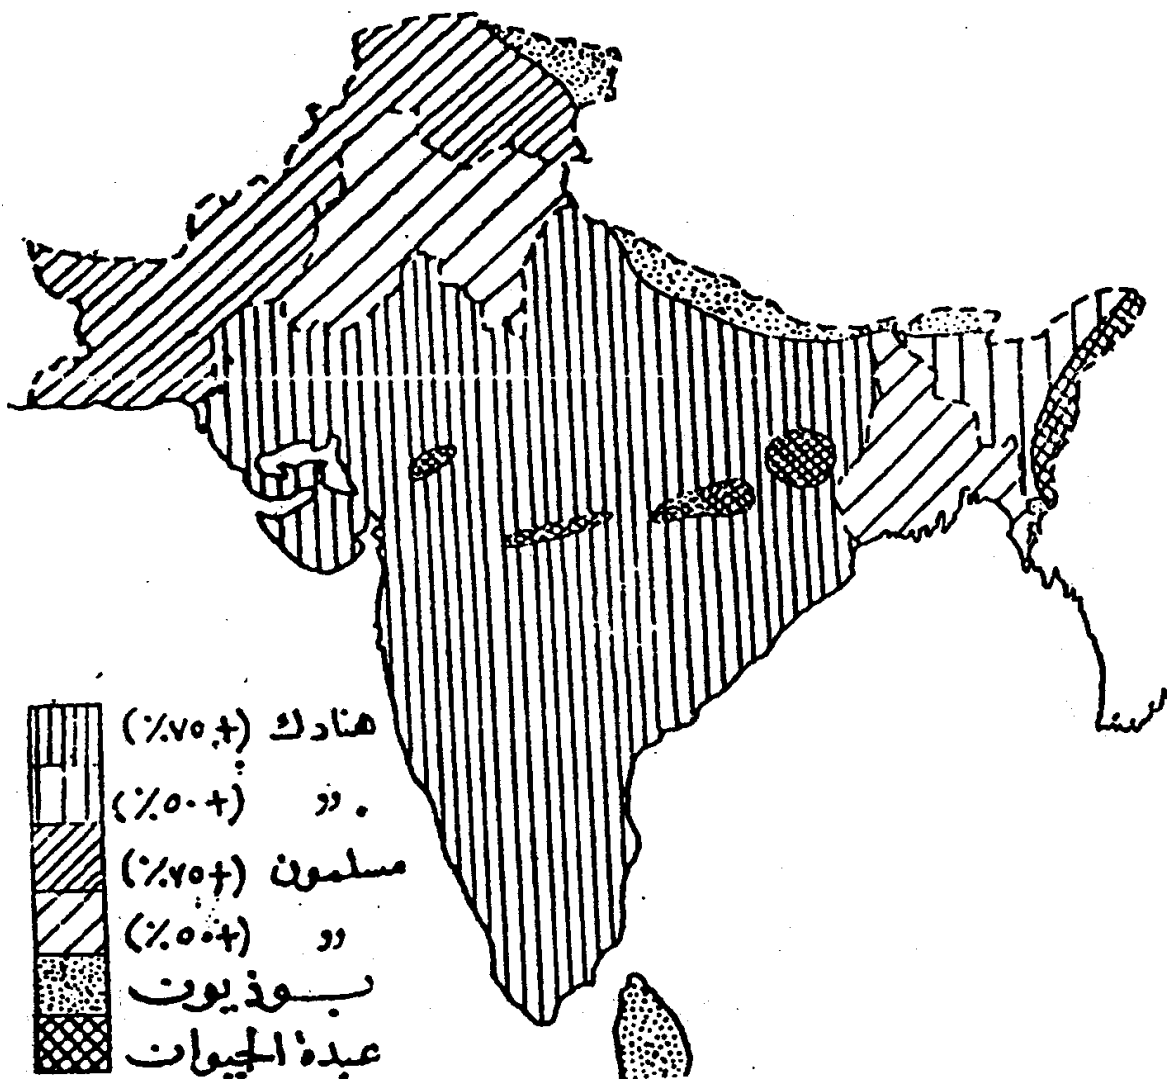 هنادك (+٧٥٪)
〃 (+٥٠٪)
مسلمون (+٧٥٪)
〃 (+٥٠٪)
بوذيون
عبدة الحيوان